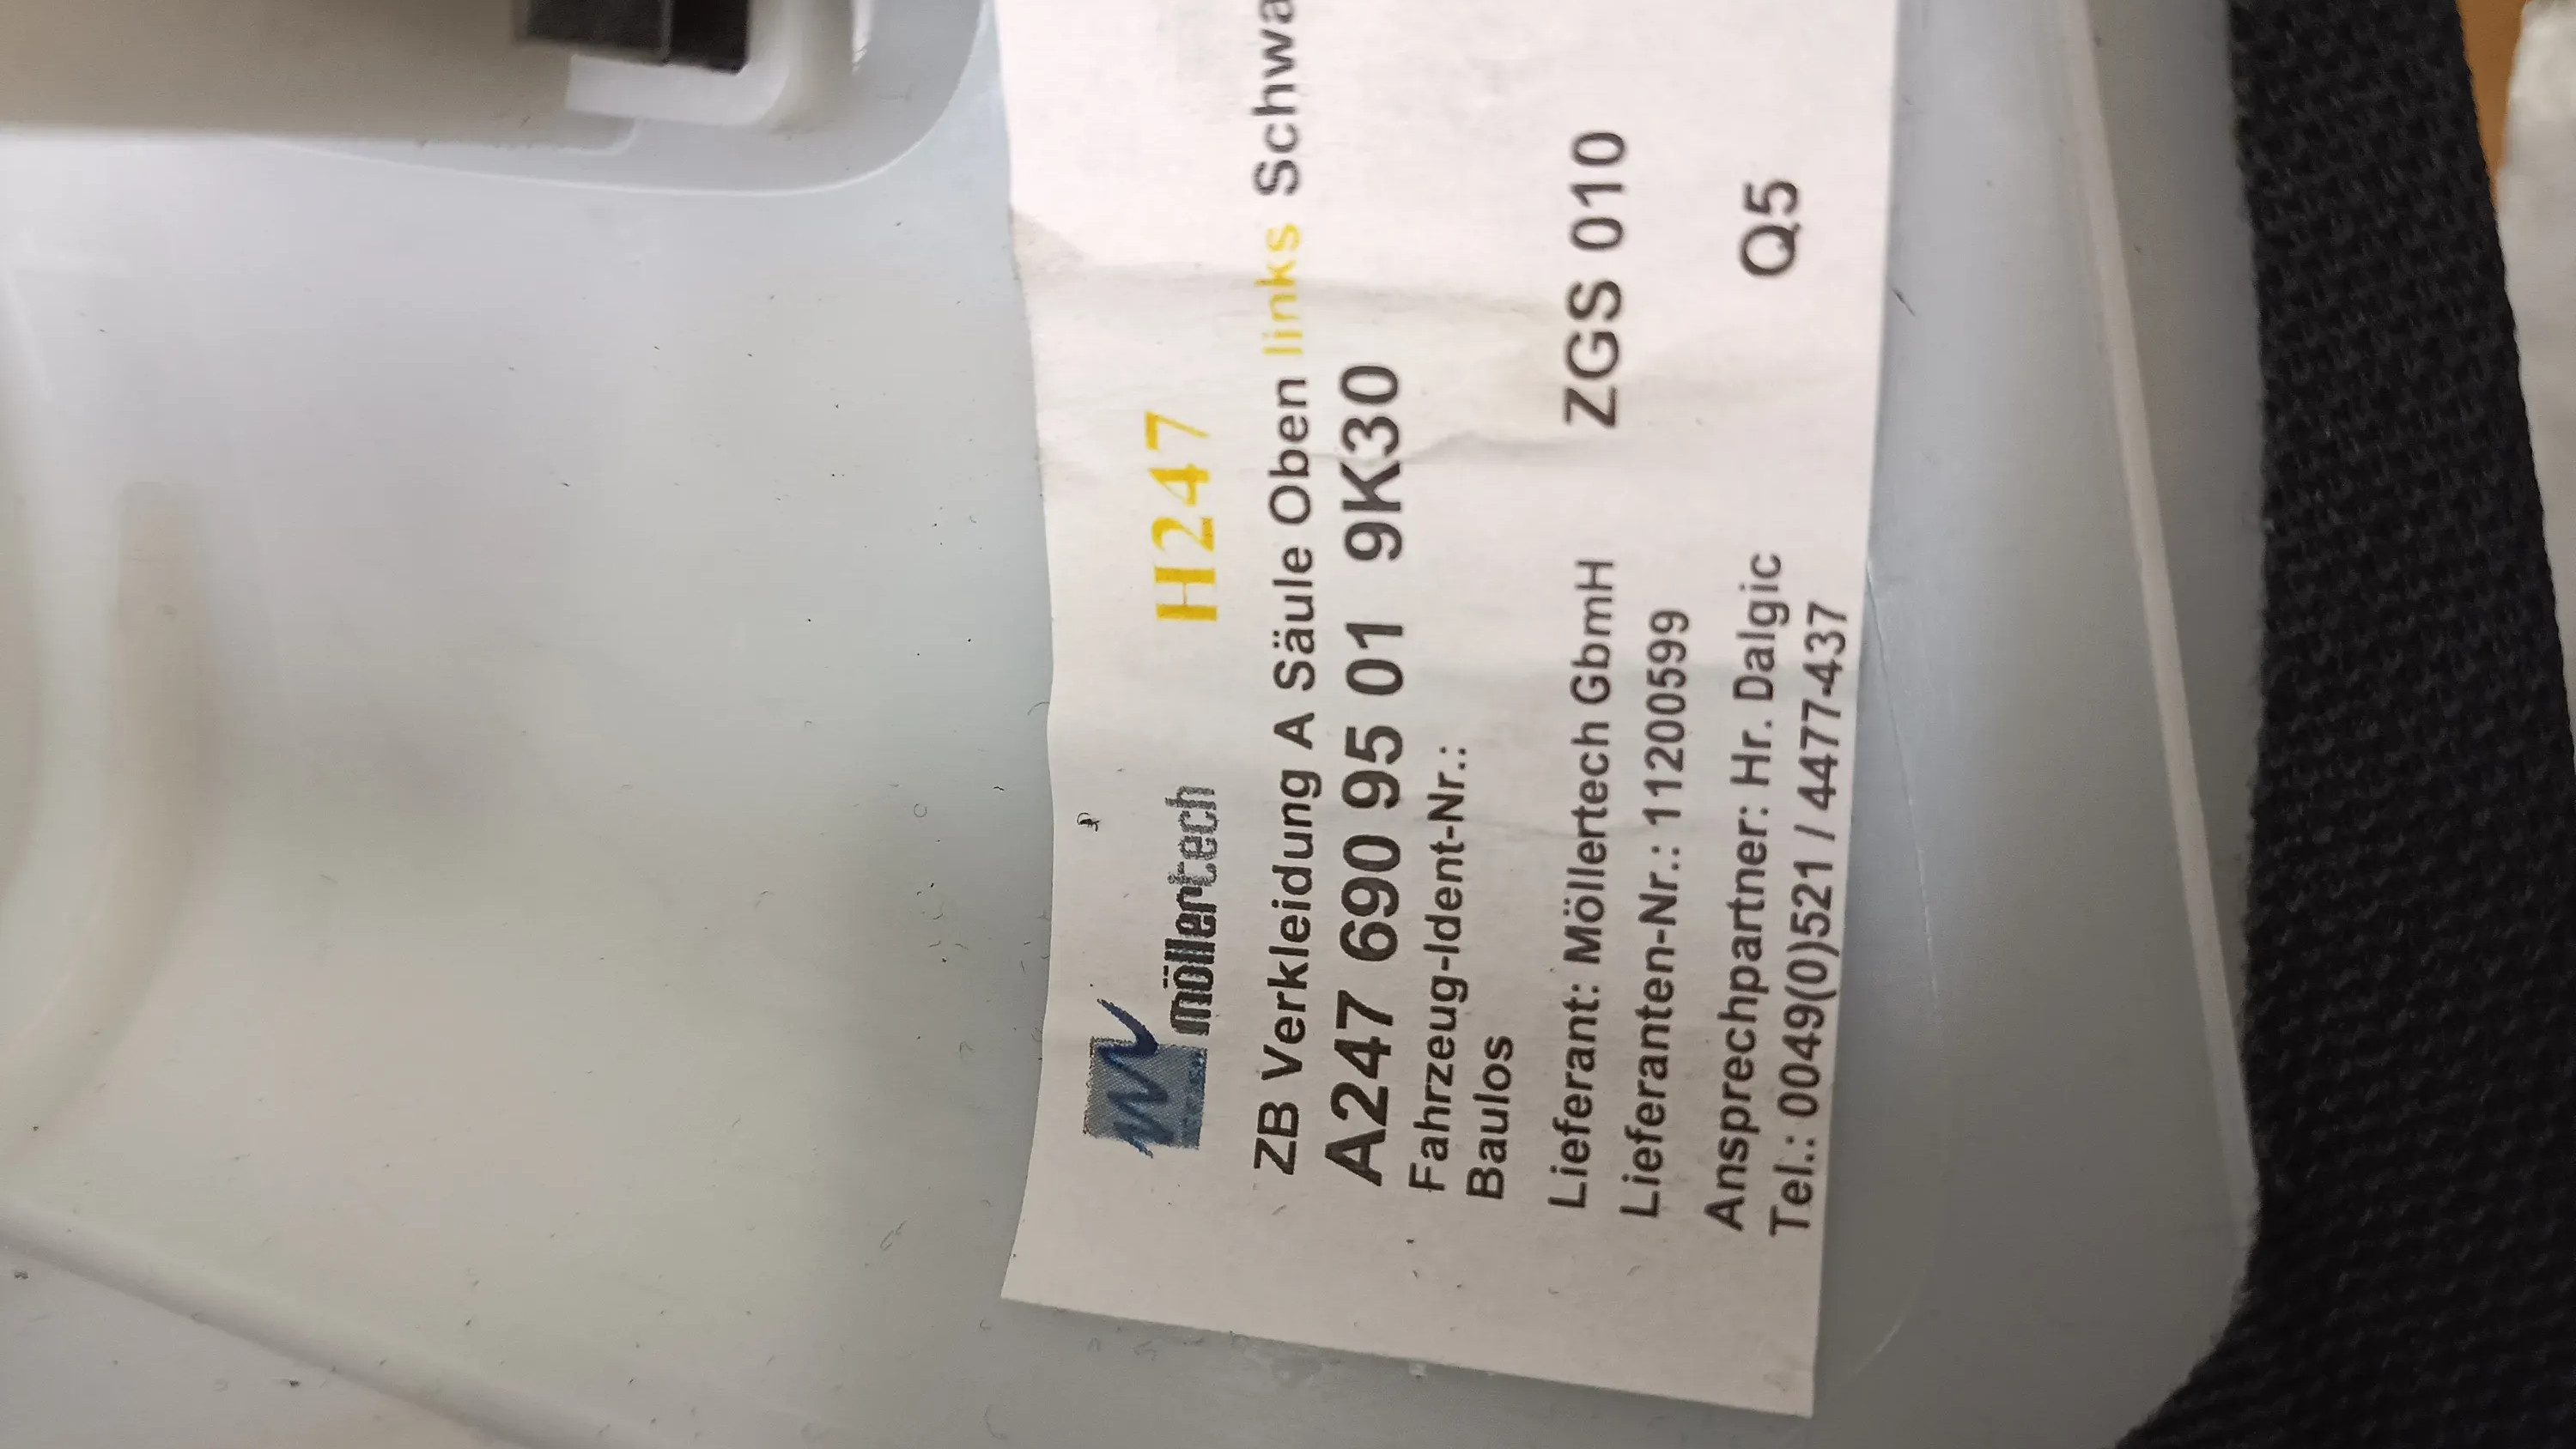 möllertech
H247
ZB Verkleidung A Säule Oben links Schwa
A247 690 95 01 9K30
Fahrzeug-Ident-Nr.:
Baulos
Lieferant: Möllertech GbmH ZGS 010
Lieferanten-Nr.: 11200599
Ansprechpartner: Hr. Dalgic Q5
Tel.: 0049(0)521 / 4477-437